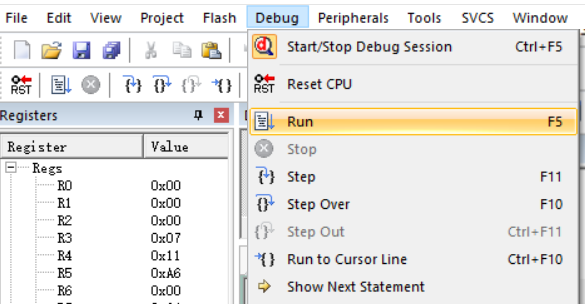 File Edit View Project Flash Debug Peripherals Tools SVCS Window
Start/Stop Debug Session Ctrl+F5
RST
RST Reset CPU
Registers
Run F5
Register Value
Stop
Regs
Step F11
R0 0x00
R1 0x00
Step Over F10
R2 0x00
Step Out Ctrl+F11
R3 0x07
R4 0x11
Run to Cursor Line Ctrl+F10
R5 0xA6
R6 0x00
Show Next Statement